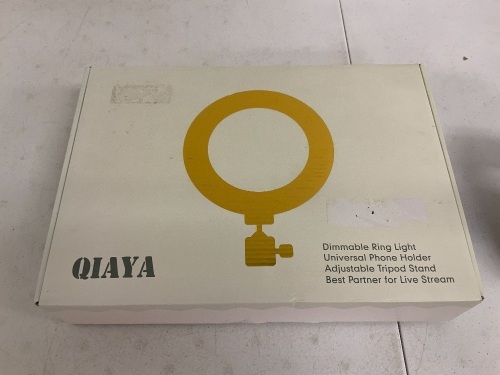 QIAYA
Dimmable Ring Light
Universal Phone Holder
Adjustable Tripod Stand
Best Partner for Live Stream